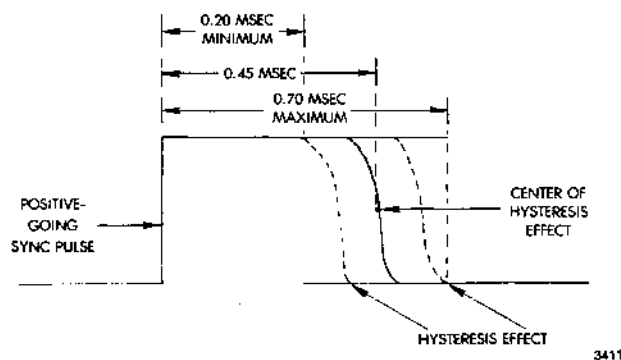 0.20 MSEC
MINIMUM
0.45 MSEC
0.70 MSEC
MAXIMUM
POSITIVE-
GOING
SYNC PULSE
CENTER OF
HYSTERESIS
EFFECT
HYSTERESIS EFFECT
3411